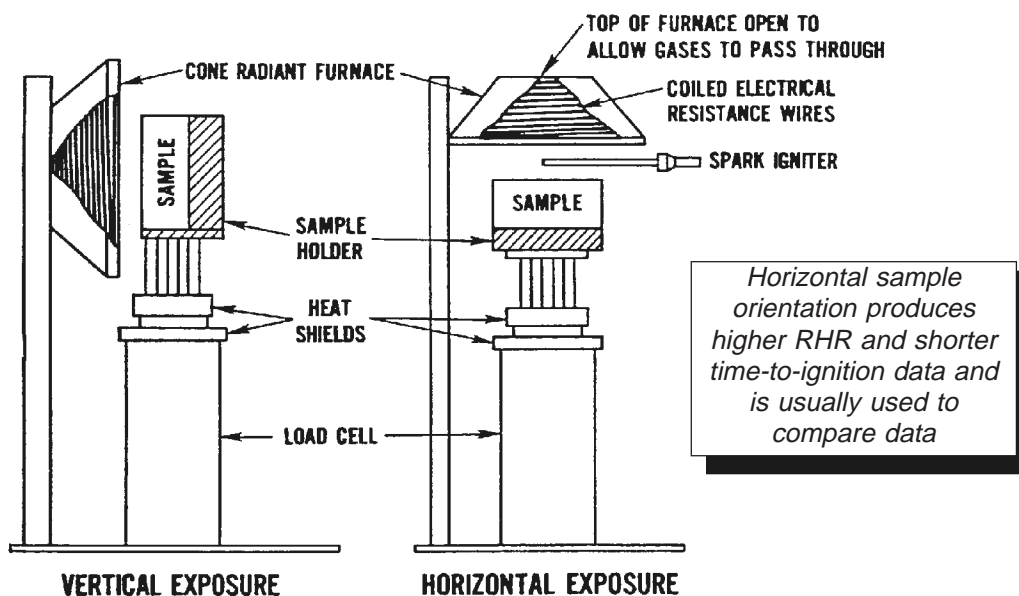 TOP OF FURNACE OPEN TO
ALLOW GASES TO PASS THROUGH
CONE RADIANT FURNACE
COILED ELECTRICAL
RESISTANCE WIRES
SPARK IGNITER
SAMPLE
SAMPLE
SAMPLE
HOLDER
HEAT
SHIELDS
LOAD CELL
Horizontal sample
orientation produces
higher RHR and shorter
time-to-ignition data and
is usually used to
compare data
VERTICAL EXPOSURE
HORIZONTAL EXPOSURE